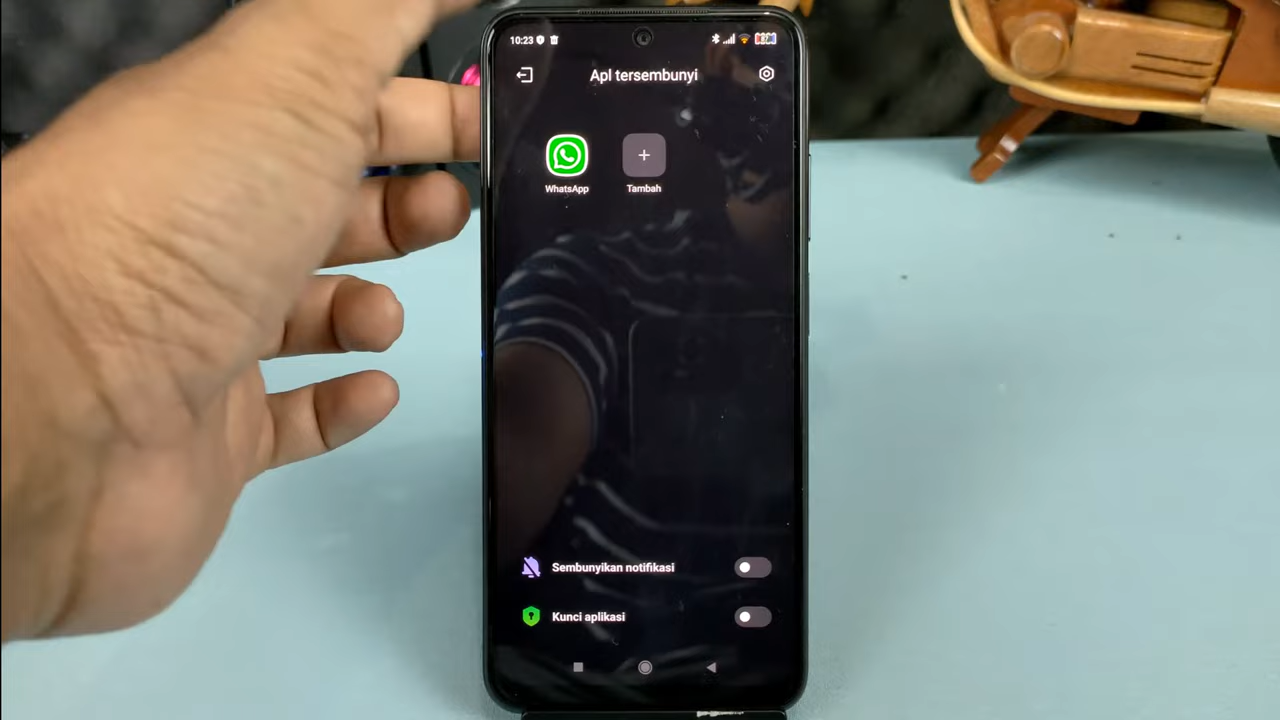 10:23
Apl tersembunyi
WhatsApp
Tambah
Sembunyikan notifikasi
Kunci aplikasi